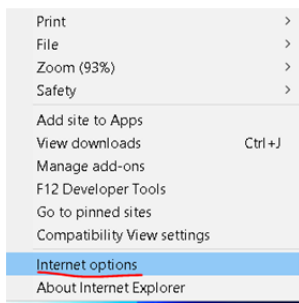 Print
File
Zoom (93%)
Safety
Add site to Apps
View downloads Ctrl+J
Manage add-ons
F12 Developer Tools
Go to pinned sites
Compatibility View settings
Internet options
About Internet Explorer